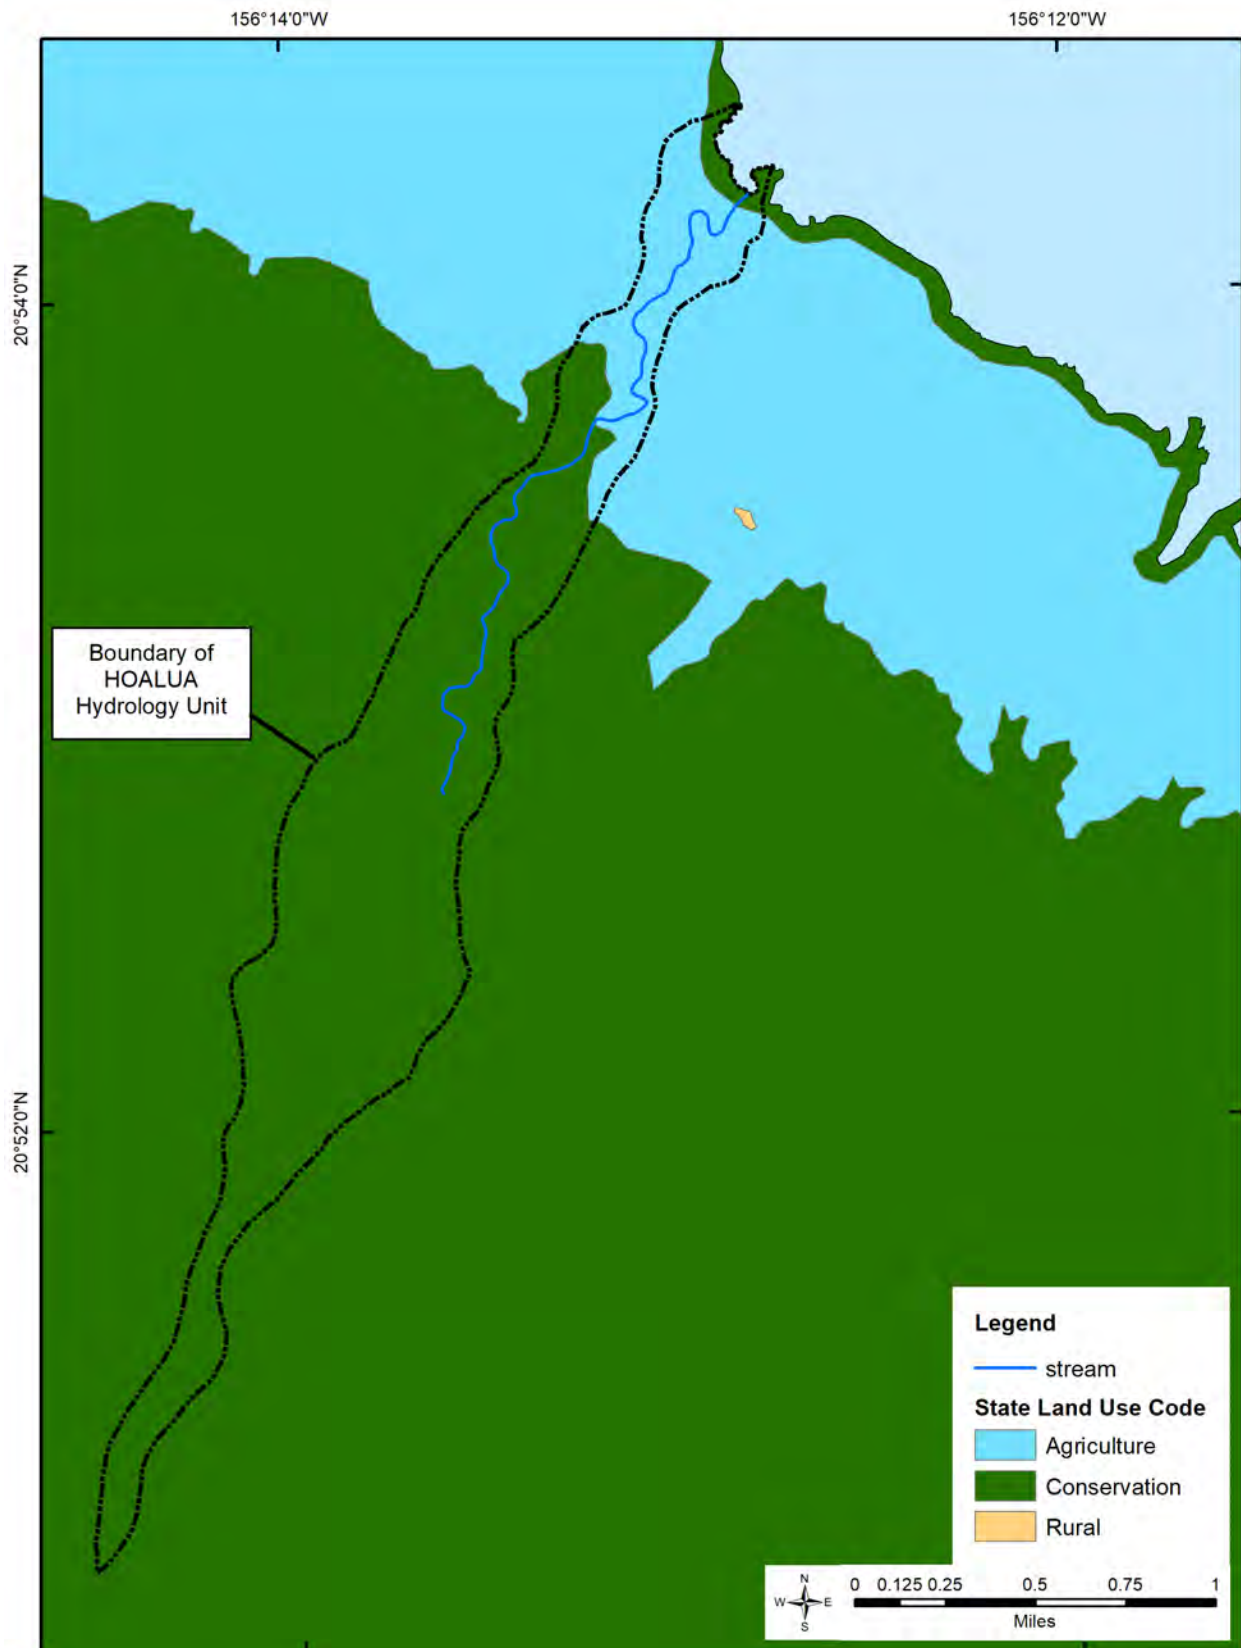 156°14'0"W
156°12'0"W
20°54'0"N
Boundary of
HOALUA
Hydrology Unit
20°52'0"N
Legend
stream
State Land Use Code
Agriculture
Conservation
Rural
N
W E
S
0 0.125 0.25 0.5 0.75 1
Miles